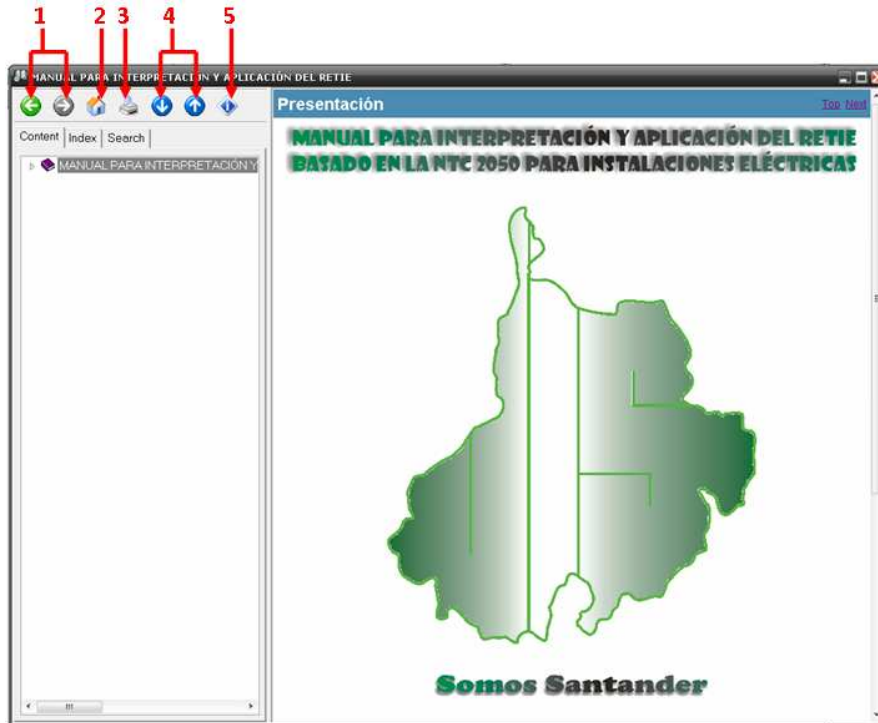 1 2 3 4 5
MANUAL PARA INTERPRETACIÓN Y APLICACIÓN DEL RETIE
Content Index Search
MANUAL PARA INTERPRETACIÓN Y
Presentación Top Next
MANUAL PARA INTERPRETACIÓN Y APLICACIÓN DEL RETIE
BASADO EN LA NTC 2050 PARA INSTALACIONES ELÉCTRICAS
Somos Santander